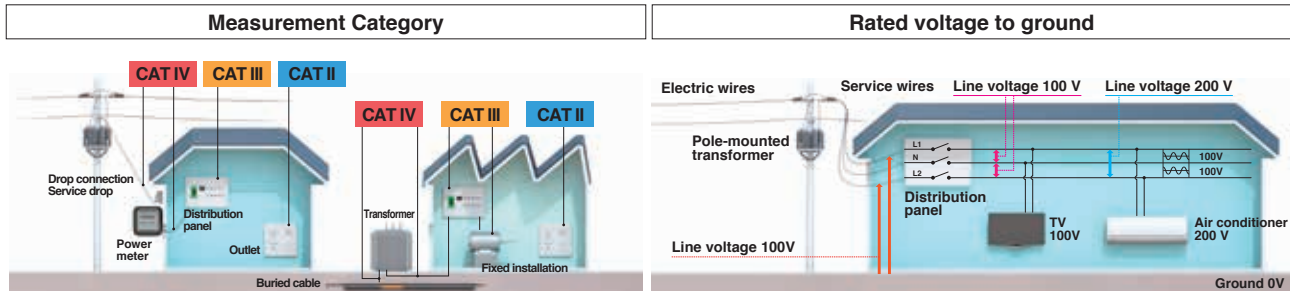 Measurement Category
CAT IV
CAT III
CAT II
CAT IV
CAT III
CAT II
Drop connection
Service drop
Distribution
panel
Power
meter
Outlet
Transformer
Fixed installation
Buried cable
Rated voltage to ground
Electric wires
Service wires
Line voltage 100 V
Line voltage 200 V
Pole-mounted
transformer
L1
N
L2
100V
100V
Distribution
panel
TV
100V
Air conditioner
200 V
Line voltage 100V
Ground 0V